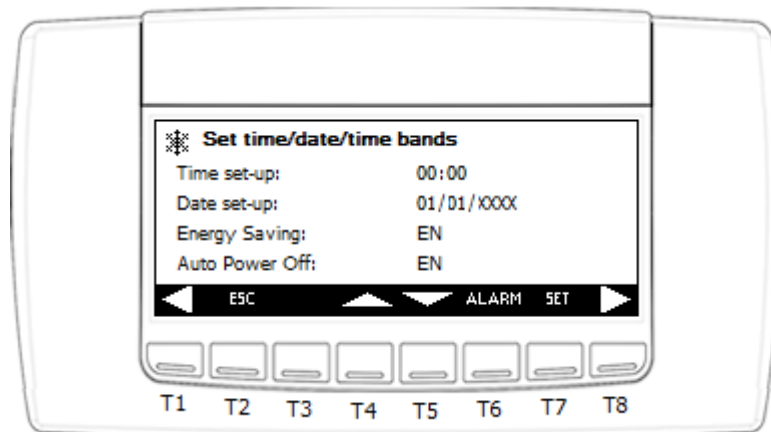 Set time/date/time bands
Time set-up: 00:00
Date set-up: 01/01/XXXX
Energy Saving: EN
Auto Power Off: EN
ESC ALARM SET
T1 T2 T3 T4 T5 T6 T7 T8